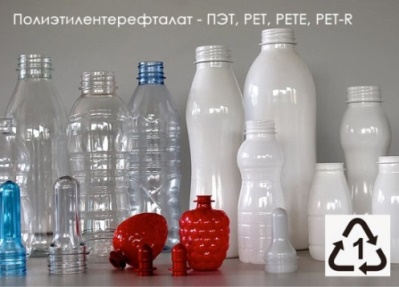 Полиэтилентерефталат - ПЭТ, PET, PETE, PET-R
1